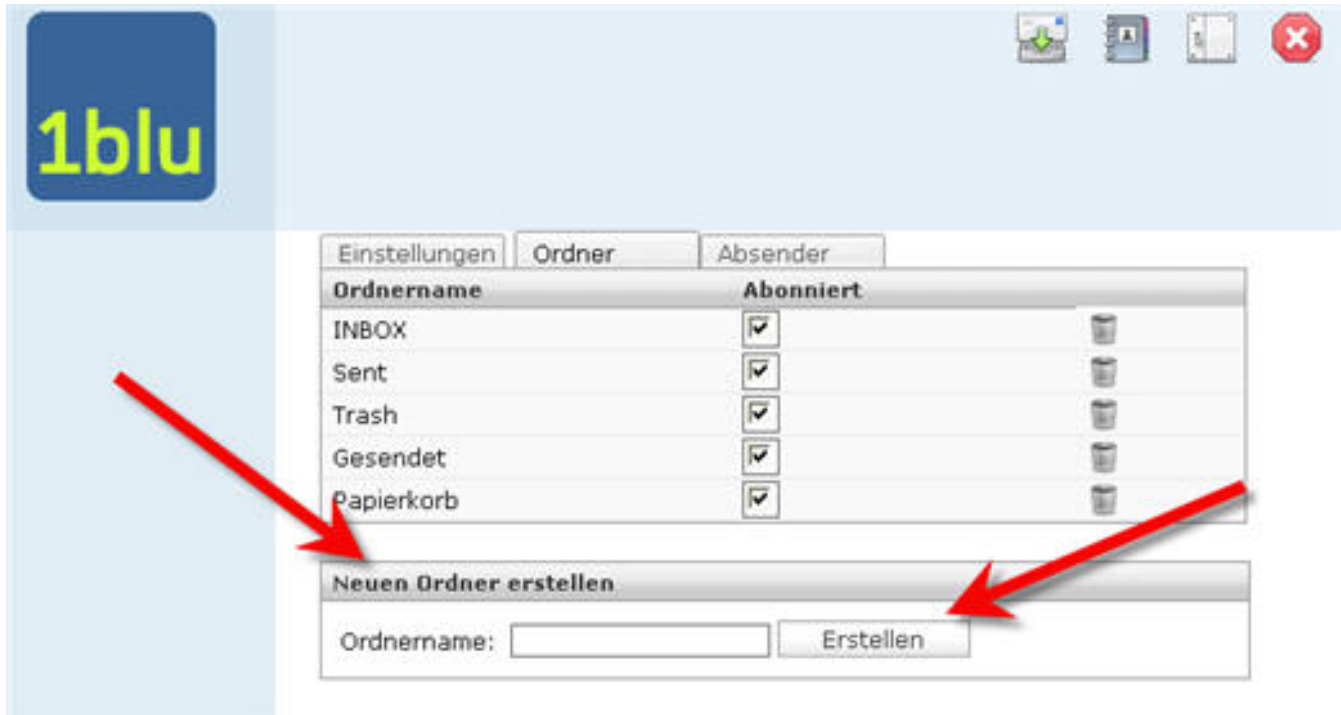 1blu
Einstellungen Ordner Absender
Ordnername Abonniert
INBOX
Sent
Trash
Gesendet
Papierkorb
Neuen Ordner erstellen
Ordnername: Erstellen